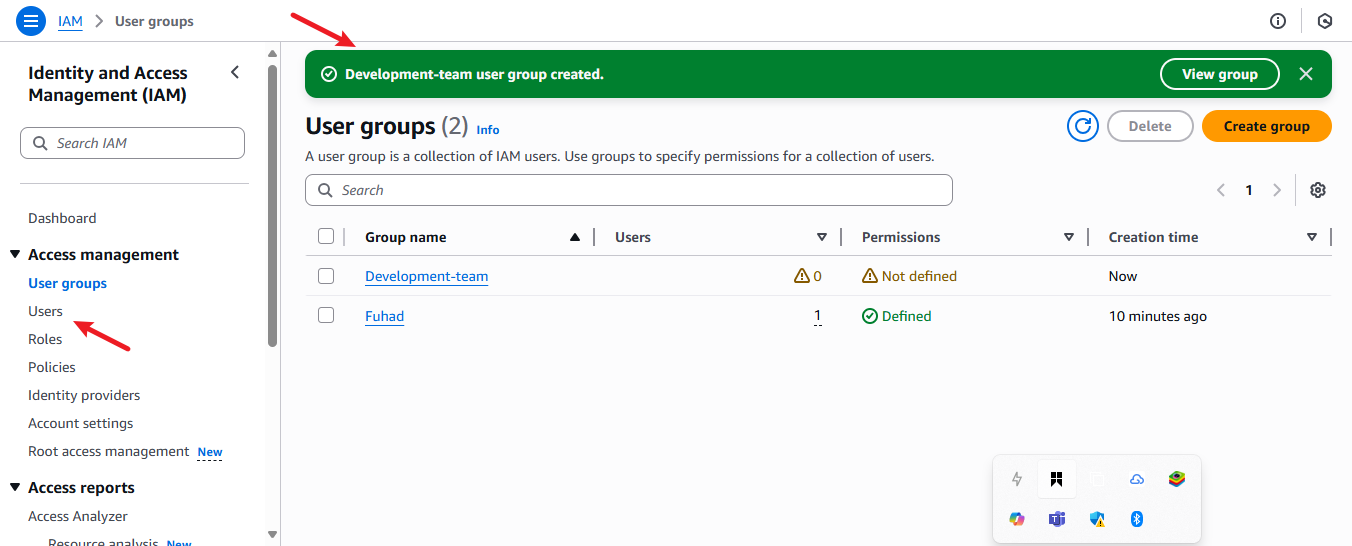 IAM > User groups
Identity and Access
Management (IAM)
Search IAM
Dashboard
Access management
User groups
Users
Roles
Policies
Identity providers
Account settings
Root access management New
Access reports
Access Analyzer
Resource analysis New
Development-team user group created.
View group
User groups (2) Info
Delete
Create group
A user group is a collection of IAM users. Use groups to specify permissions for a collection of users.
Search
1
Group name Users Permissions Creation time
Development-team 0 Not defined Now
Fuhad 1 Defined 10 minutes ago